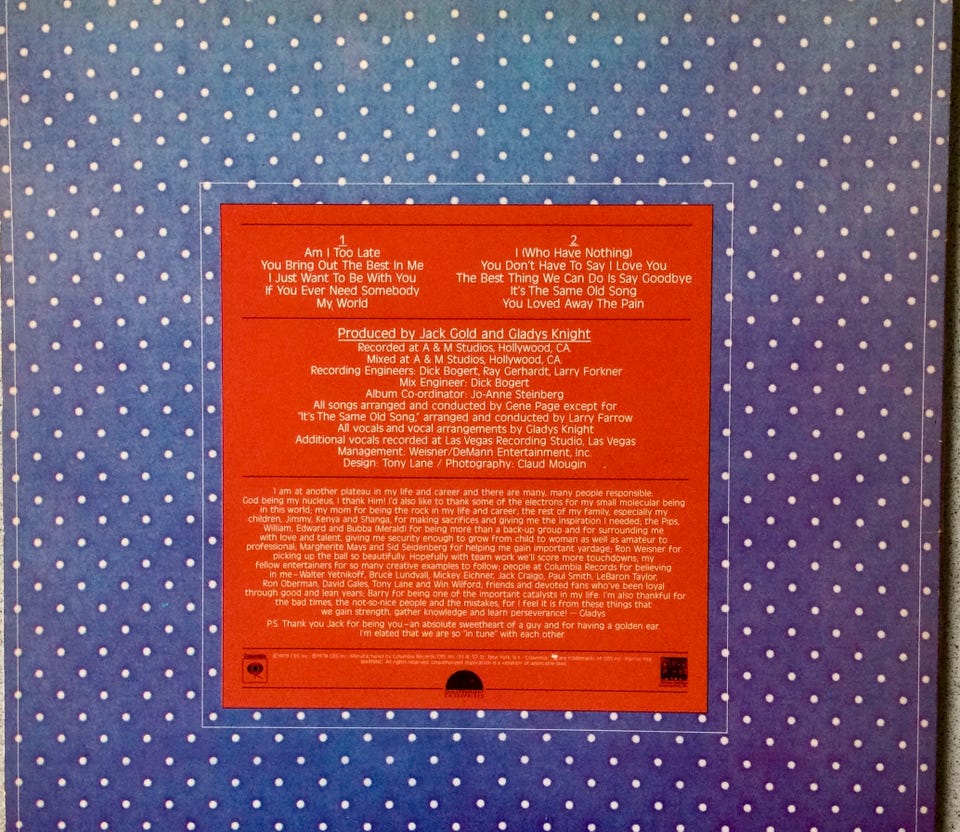 1
Am I Too Late
You Bring Out The Best In Me
I Just Want To Be With You
If You Ever Need Somebody
My World
2
I (Who Have Nothing)
You Don't Have To Say I Love You
The Best Thing We Can Do Is Say Goodbye
It's The Same Old Song
You Loved Away The Pain
Produced by Jack Gold and Gladys Knight
Recorded at A & M Studios, Hollywood, CA.
Mixed at A & M Studios, Hollywood, CA.
Recording Engineers: Dick Bogert, Ray Gerhardt, Larry Forkner
Mix Engineer: Dick Bogert
Album Co-ordinator: Jo-Anne Steinberg
All songs arranged and conducted by Gene Page except for
"It's The Same Old Song," arranged and conducted by Larry Farrow
All vocals and vocal arrangements by Gladys Knight
Additional vocals recorded at Las Vegas Recording Studio, Las Vegas
Management: Weisner/DeMann Entertainment, Inc.
Design: Tony Lane / Photography: Claud Mougin
I am at another plateau in my life and career and there are many, many people responsible.
God being my nucleus, I thank Him! I'd also like to thank some of the electrons for my small molecular being
in this world; my mom for being the rock in my life and career; the rest of my family, especially my
children, Jimmy, Kenya and Shanga, for making sacrifices and giving me the inspiration I needed; the Pips,
William, Edward and Bubba (Merald) for being more than a back-up group and for surrounding me
with love and talent, giving me security enough to grow from child to woman as well as amateur to
professional; Margherite Mays and Sid Seidenberg for helping me gain important yardage; Ron Weisner for
picking up the ball so beautifully. Hopefully with team work we'll score more touchdowns; my
fellow entertainers for so many creative examples to follow; people at Columbia Records for believing
in me–Walter Yetnikoff, Bruce Lundvall, Mickey Eichner, Jack Craigo, Paul Smith, LeBaron Taylor,
Ron Oberman, David Gales, Tony Lane and Win Wilford; friends and devoted fans who've been loyal
through good and lean years; Barry for being one of the important catalysts in my life. I'm also thankful for
the bad times, the not-so-nice people and the mistakes, for I feel it is from these things that
we gain strength, gather knowledge and learn perseverance! – Gladys
P.S. Thank you Jack for being you–an absolute sweetheart of a guy and for having a golden ear.
I'm elated that we are so "in tune" with each other
Columbia
are trademarks of CBS Inc.
WARNING: All rights reserved. Unauthorized duplication is a violation of applicable laws.
ENTERPRISES